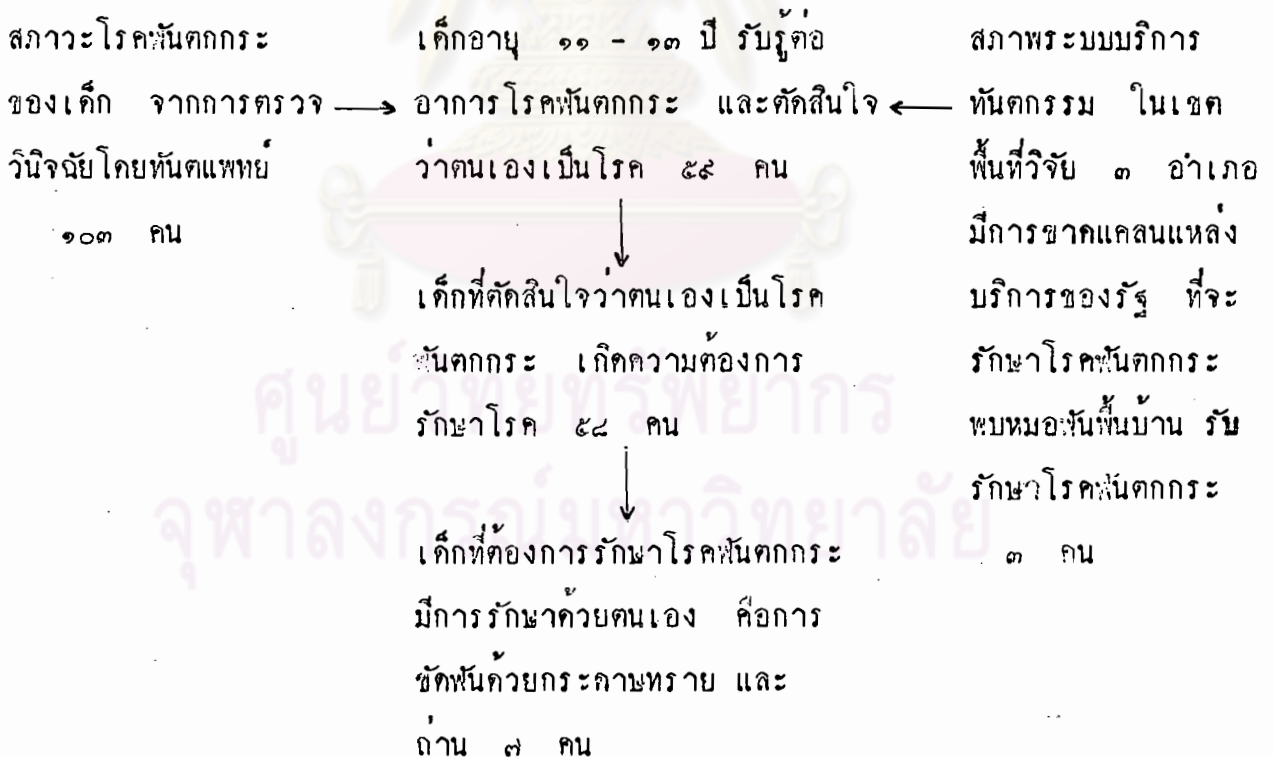 สภาวะโรคฟันตกกระ
ของเด็ก จากการตรวจ
วินิจฉัยโดยทันตแพทย์
๑๐๓ คน
เด็กอายุ ๑๑ - ๑๓ ปี รับรู้ต่อ
อาการโรคฟันตกกระ และตัดสินใจ
ว่าตนเองเป็นโรค ๕๙ คน
เด็กที่ตัดสินใจว่าตนเองเป็นโรค
ฟันตกกระ เกิดความต้องการ
รักษาโรค ๕๘ คน
เด็กที่ต้องการรักษาโรคฟันตกกระ
มีการรักษาด้วยตนเอง คือการ
ขัดฟันด้วยกระดาษทราย และ
ถ่าน ๗ คน
สภาพระบบบริการ
ทันตกรรม ในเขต
พื้นที่วิจัย ๓ อำเภอ
มีการขาดแคลนแหล่ง
บริการของรัฐ ที่จะ
รักษาโรคฟันตกกระ
พบหมอฟันพื้นบ้าน รับ
รักษาโรคฟันตกกระ
๓ คน
ศูนย์วิทยทรัพยากร
จุฬาลงกรณ์มหาวิทยาลัย